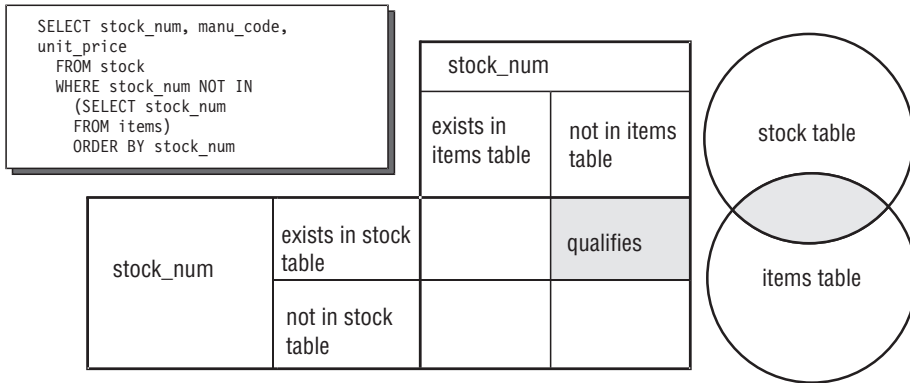 SELECT stock_num, manu_code,
unit_price
FROM stock
WHERE stock_num NOT IN
(SELECT stock_num
FROM items)
ORDER BY stock_num
stock_num
exists in
items table
not in items
table
stock_num
exists in stock
table
qualifies
not in stock
table
stock table
items table